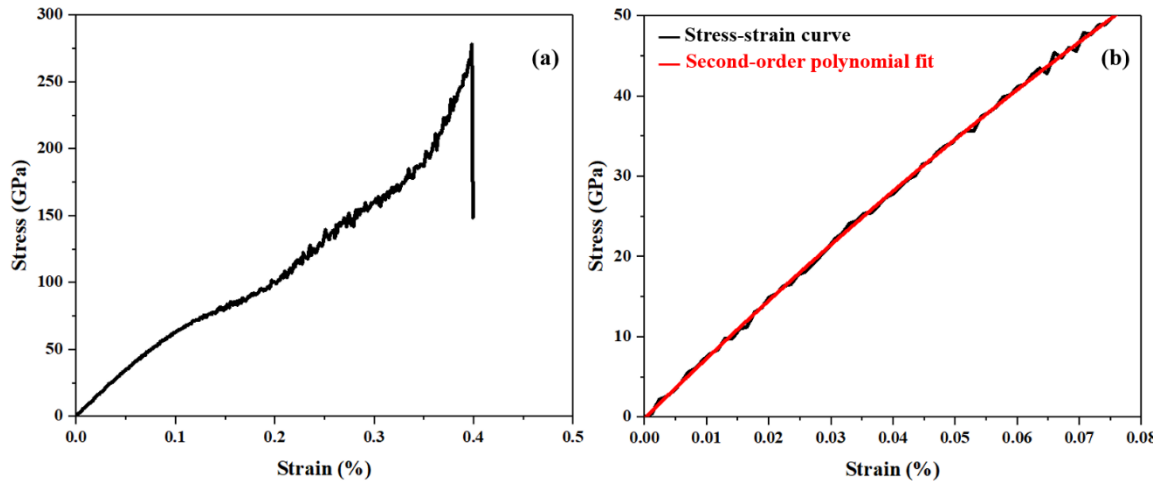 300
250
200
150
100
50
0
Stress (GPa)
(a)
0.0 0.1 0.2 0.3 0.4 0.5
Strain (%)
50
40
30
20
10
0
Stress (GPa)
Stress-strain curve
Second-order polynomial fit
(b)
0.00 0.01 0.02 0.03 0.04 0.05 0.06 0.07 0.08
Strain (%)